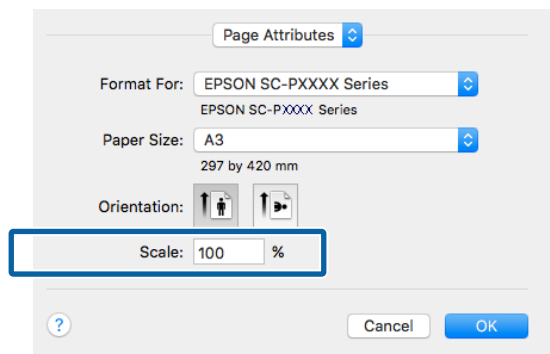 Page Attributes
Format For: EPSON SC-PXXXX Series
EPSON SC-PXXXX Series
Paper Size: A3
297 by 420 mm
Orientation:
Scale: 100 %
? Cancel OK